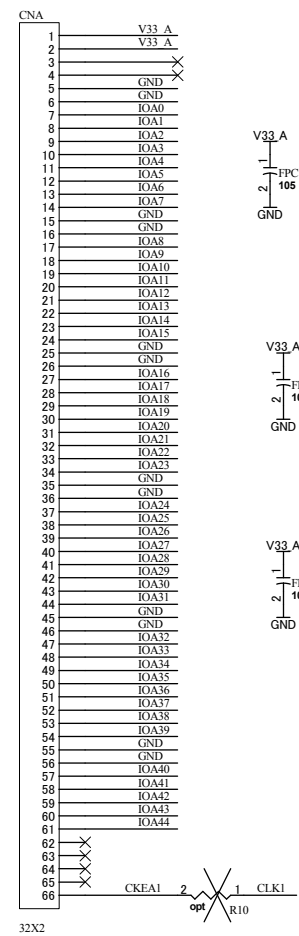 CNA
1 V33_A
2 V33_A
3
4
5 GND
6 GND
7 IOA0
8 IOA1
9 IOA2
10 IOA3
11 IOA4
12 IOA5
13 IOA6
14 IOA7
15 GND
16 GND
17 IOA8
18 IOA9
19 IOA10
20 IOA11
21 IOA12
22 IOA13
23 IOA14
24 IOA15
25 GND
26 GND
27 IOA16
28 IOA17
29 IOA18
30 IOA19
31 IOA20
32 IOA21
33 IOA22
34 IOA23
35 GND
36 GND
37 IOA24
38 IOA25
39 IOA26
40 IOA27
41 IOA28
42 IOA29
43 IOA30
44 IOA31
45 GND
46 GND
47 IOA32
48 IOA33
49 IOA34
50 IOA35
51 IOA36
52 IOA37
53 IOA38
54 IOA39
55 GND
56 GND
57 IOA40
58 IOA41
59 IOA42
60 IOA43
61 IOA44
62
63
64
65
66 CKEA1 2 1 CLK1
opt R10
32X2
V33_A
1
FPC
105
2
GND
V33_A
1
2
GND
V33_A
1
2
GND